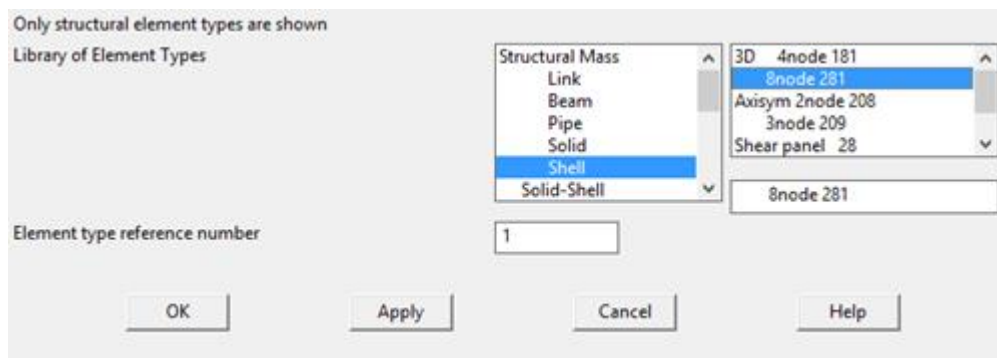 Only structural element types are shown
Library of Element Types
Structural Mass
Link
Beam
Pipe
Solid
Shell
Solid-Shell
3D 4node 181
8node 281
Axisym 2node 208
3node 209
Shear panel 28
8node 281
Element type reference number
1
OK
Apply
Cancel
Help